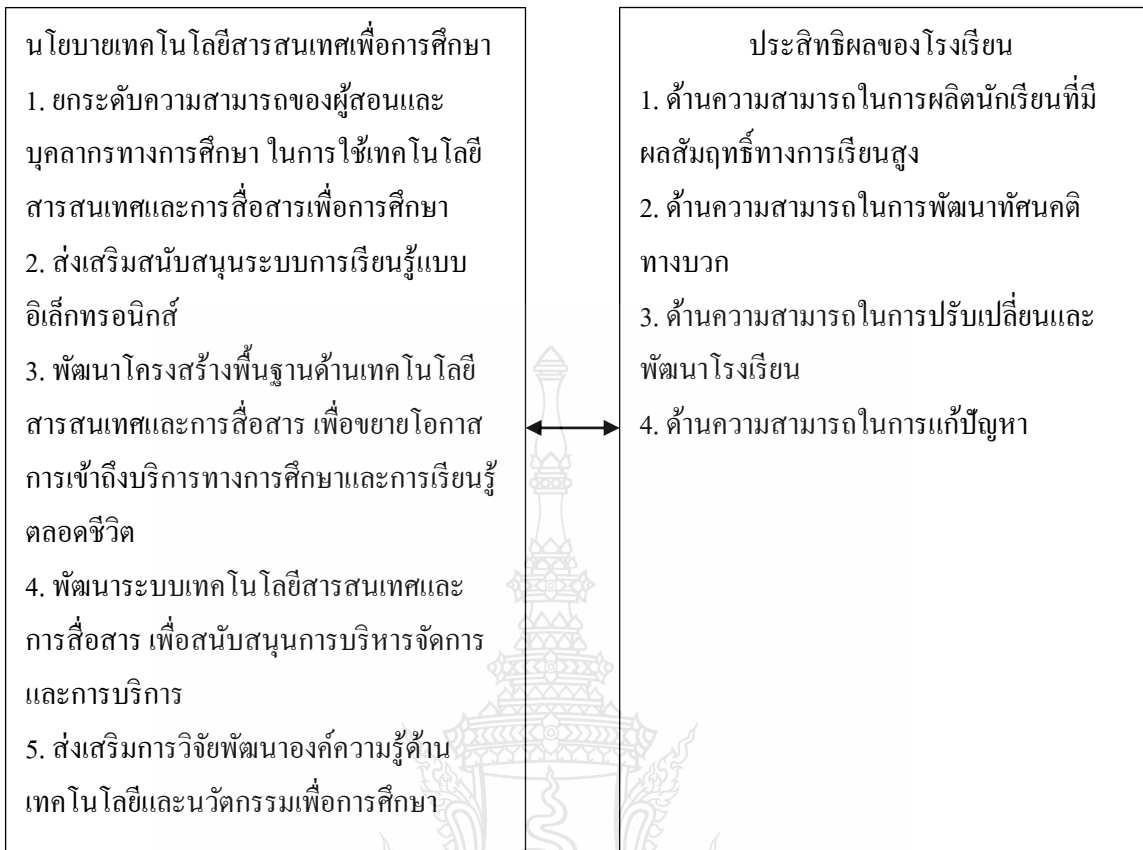 นโยบายเทคโนโลยีสารสนเทศเพื่อการศึกษา
1. ยกระดับความสามารถของผู้สอนและ
บุคลากรทางการศึกษา ในการใช้เทคโนโลยี
สารสนเทศและการสื่อสารเพื่อการศึกษา
2. ส่งเสริมสนับสนุนระบบการเรียนรู้แบบ
อิเล็กทรอนิกส์
3. พัฒนาโครงสร้างพื้นฐานด้านเทคโนโลยี
สารสนเทศและการสื่อสาร เพื่อขยายโอกาส
การเข้าถึงบริการทางการศึกษาและการเรียนรู้
ตลอดชีวิต
4. พัฒนาระบบเทคโนโลยีสารสนเทศและ
การสื่อสาร เพื่อสนับสนุนการบริหารจัดการ
และการบริการ
5. ส่งเสริมการวิจัยพัฒนาองค์ความรู้ด้าน
เทคโนโลยีและนวัตกรรมเพื่อการศึกษา
ประสิทธิผลของโรงเรียน
1. ด้านความสามารถในการผลิตนักเรียนที่มี
ผลสัมฤทธิ์ทางการเรียนสูง
2. ด้านความสามารถในการพัฒนาทัศนคติ
ทางบวก
3. ด้านความสามารถในการปรับเปลี่ยนและ
พัฒนาโรงเรียน
4. ด้านความสามารถในการแก้ปัญหา